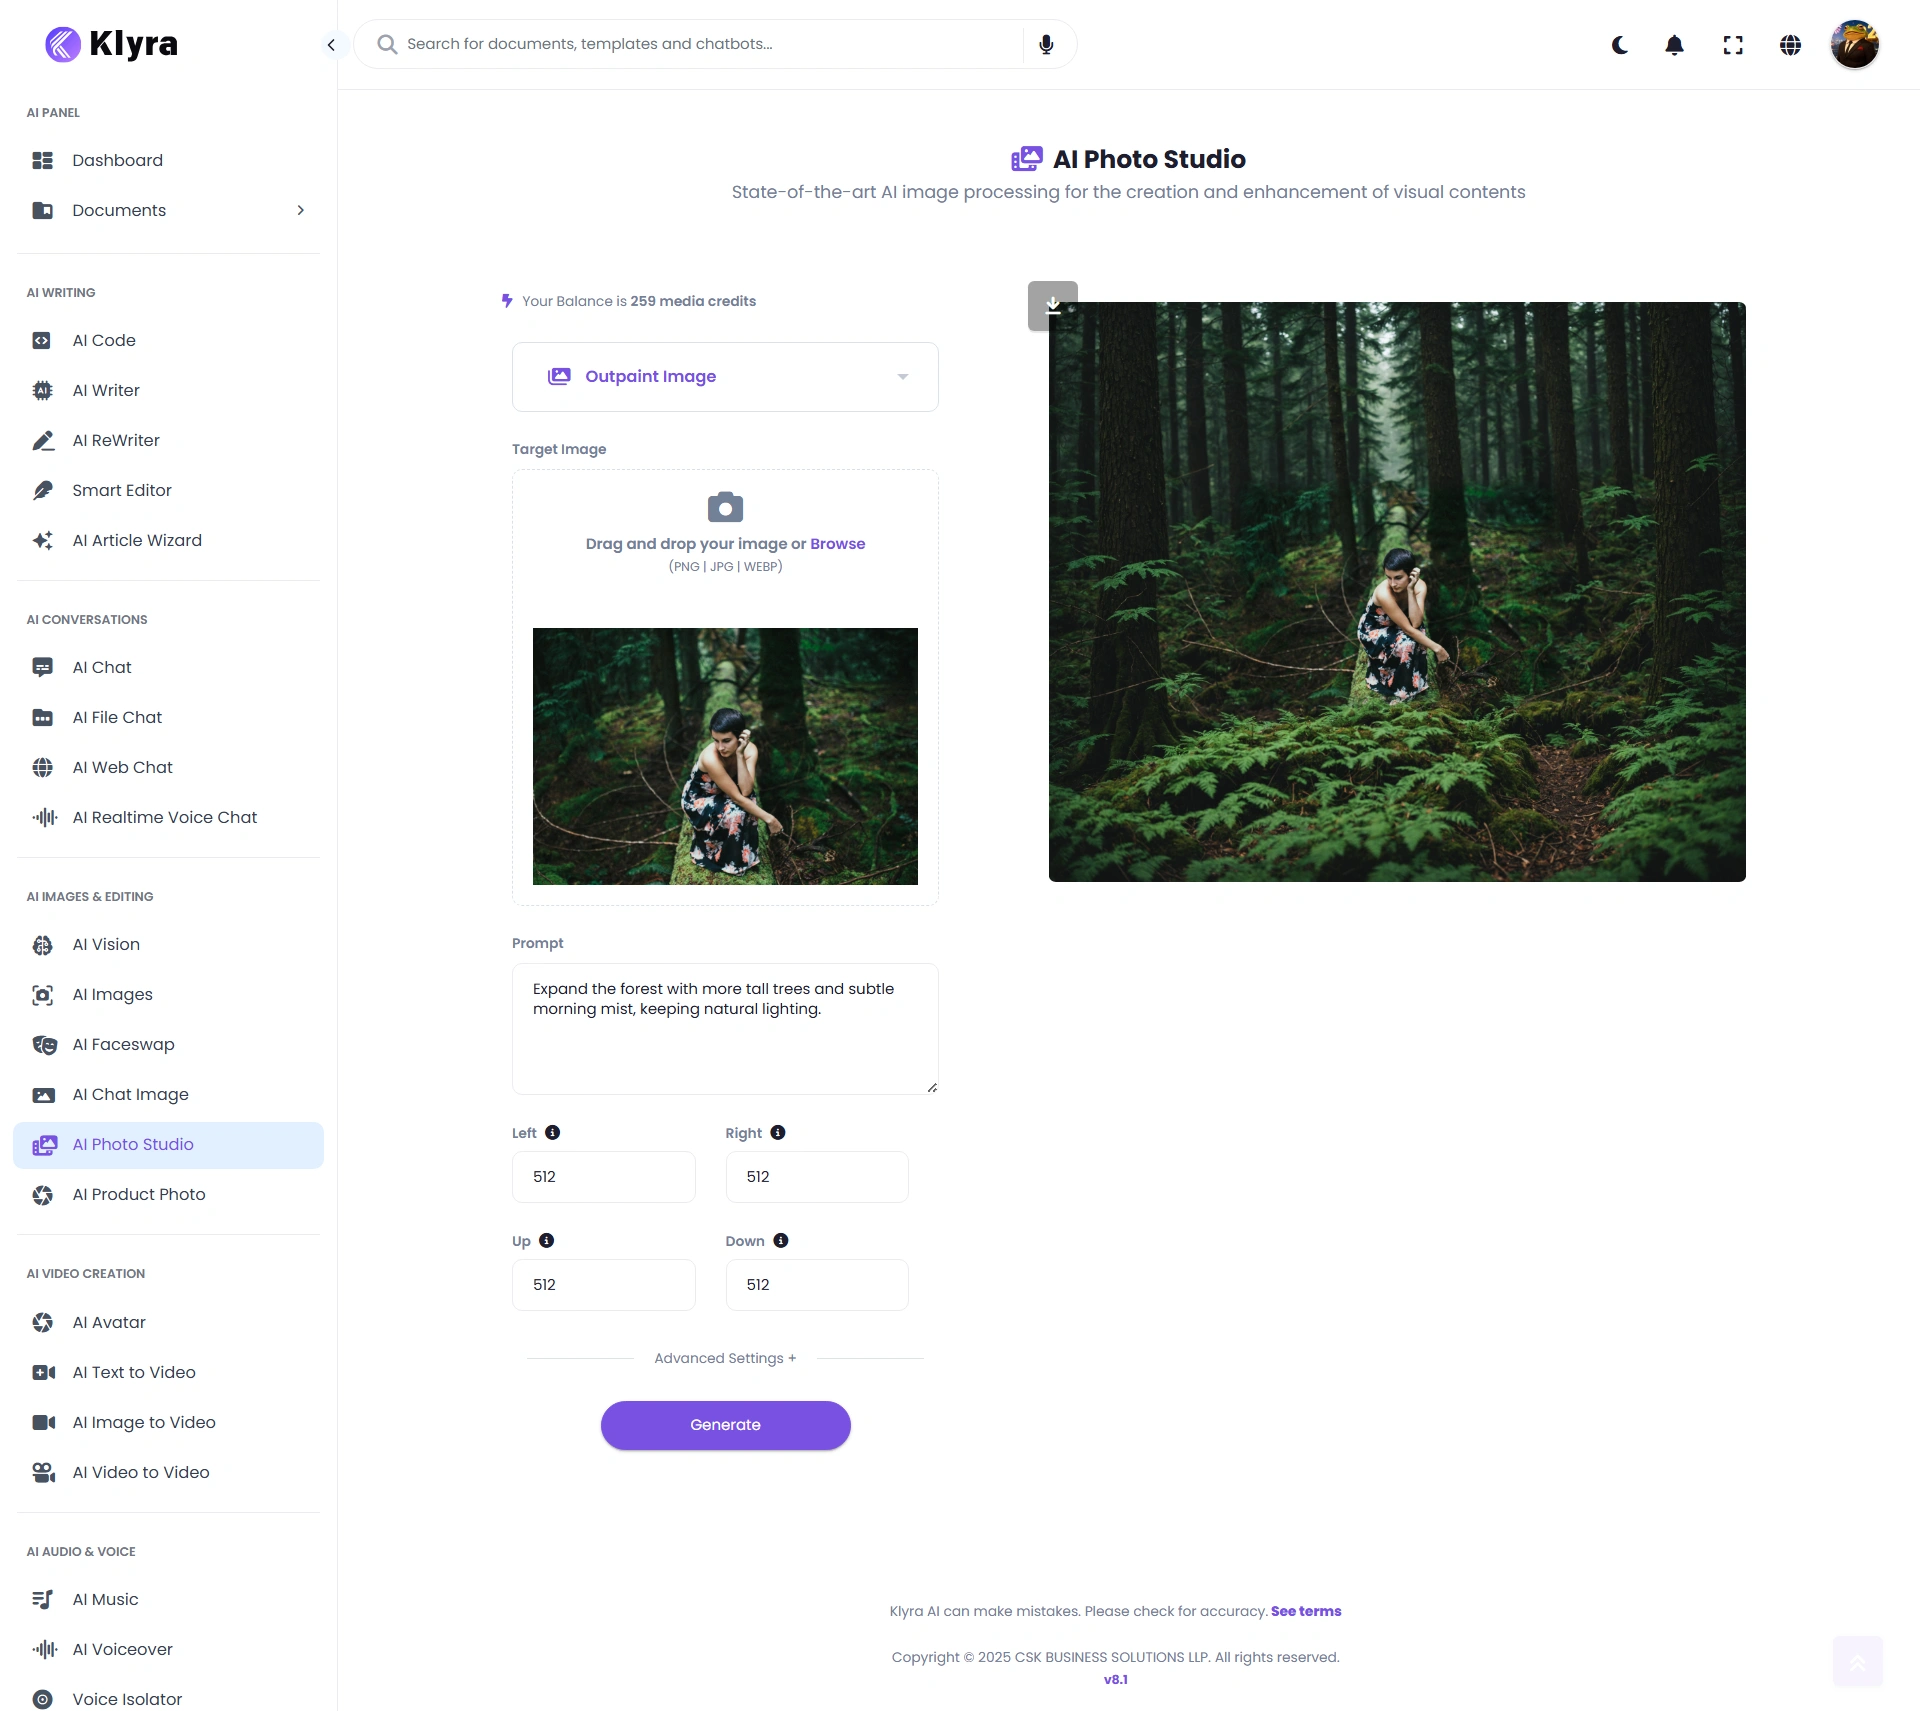 Klyra
Search for documents, templates and chatbots...
AI PANEL
Dashboard
Documents
AI WRITING
AI Code
AI Writer
AI ReWriter
Smart Editor
AI Article Wizard
AI CONVERSATIONS
AI Chat
AI File Chat
AI Web Chat
AI Realtime Voice Chat
AI IMAGES & EDITING
AI Vision
AI Images
AI Faceswap
AI Chat Image
AI Photo Studio
AI Product Photo
AI VIDEO CREATION
AI Avatar
AI Text to Video
AI Image to Video
AI Video to Video
AI AUDIO & VOICE
AI Music
AI Voiceover
Voice Isolator
AI Photo Studio
State-of-the-art AI image processing for the creation and enhancement of visual contents
Your Balance is 259 media credits
Outpaint Image
Target Image
Drag and drop your image or Browse
(PNG | JPG | WEBP)
Prompt
Expand the forest with more tall trees and subtle
morning mist, keeping natural lighting.
Left Right
512 512
Up Down
512 512
Advanced Settings +
Generate
Klyra AI can make mistakes. Please check for accuracy. See terms
Copyright © 2025 CSK BUSINESS SOLUTIONS LLP. All rights reserved.
v8.1